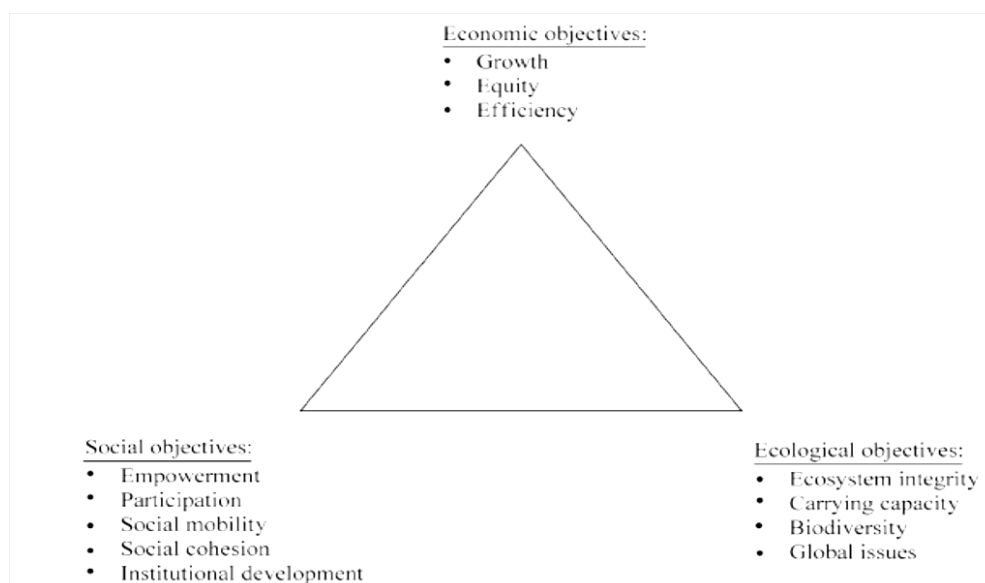 Economic objectives:
• Growth
• Equity
• Efficiency
Social objectives:
• Empowerment
• Participation
• Social mobility
• Social cohesion
• Institutional development
Ecological objectives:
• Ecosystem integrity
• Carrying capacity
• Biodiversity
• Global issues